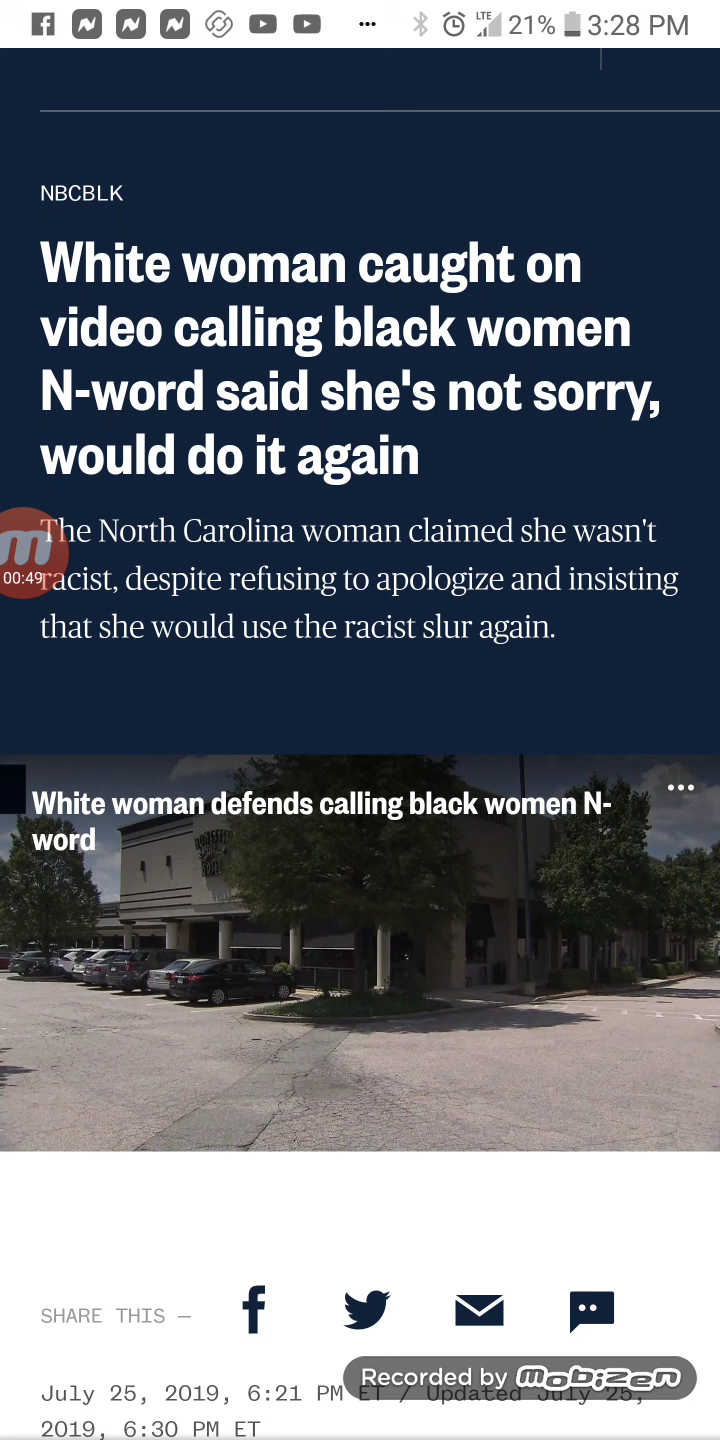 LTE 21% 3:28 PM
NBCBLK
White woman caught on
video calling black women
N-word said she's not sorry,
would do it again
The North Carolina woman claimed she wasn't
00:49
racist, despite refusing to apologize and insisting
that she would use the racist slur again.
White woman defends calling black women N-
word
SHARE THIS —
Recorded by mobizen
July 25, 2019, 6:21 PM ET / Updated July 25,
2019, 6:30 PM ET